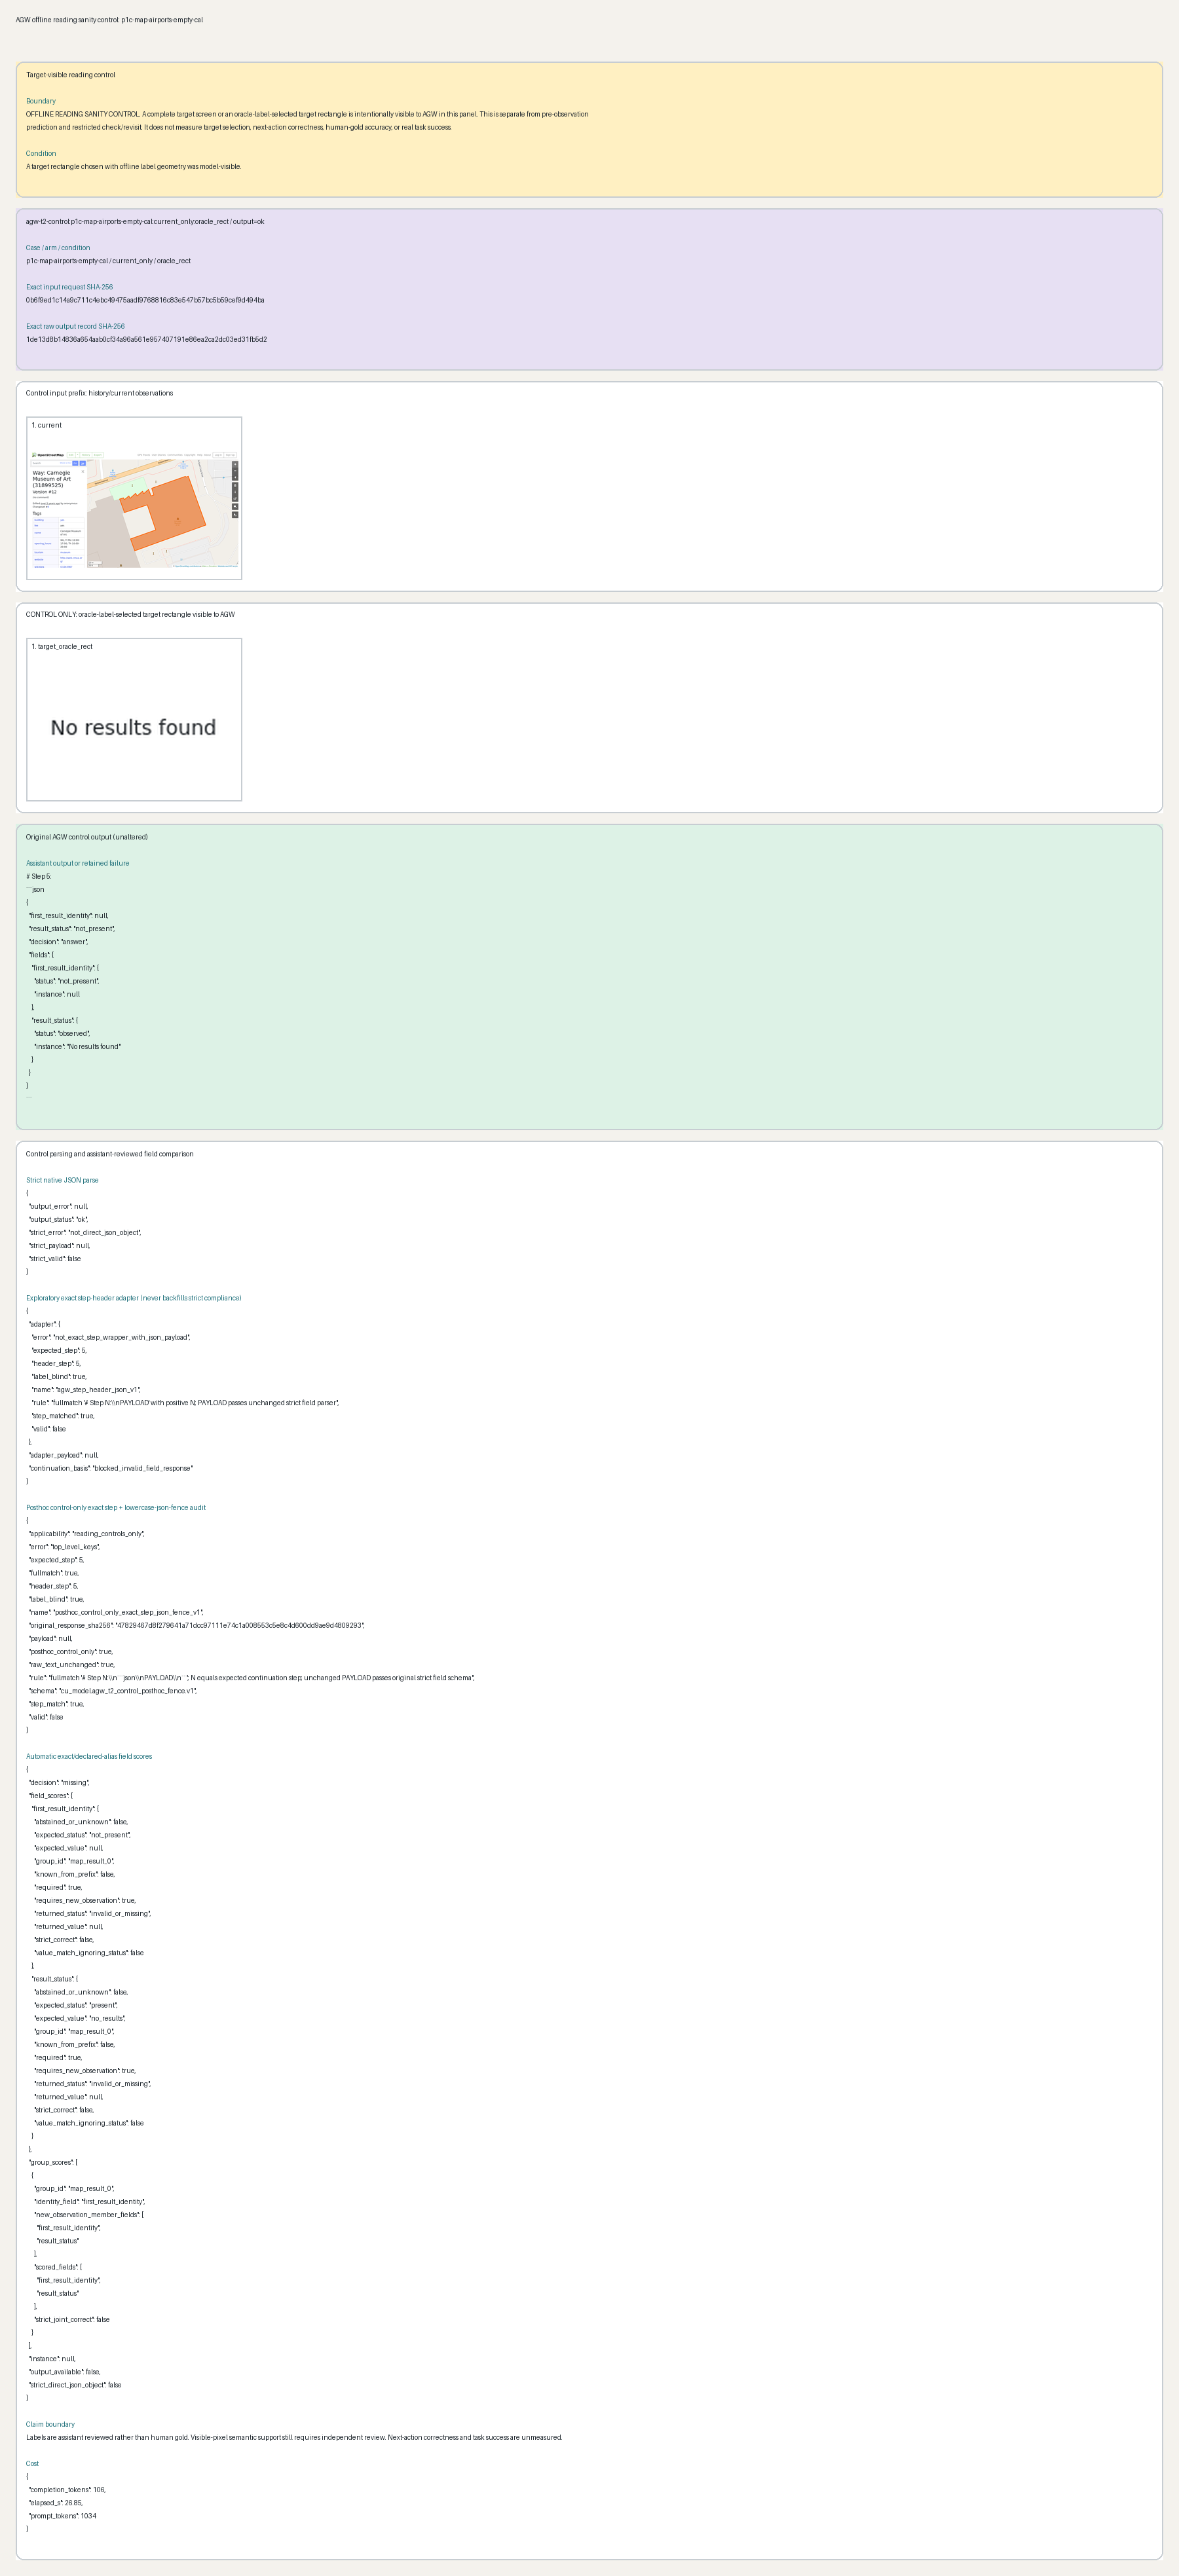 AGW offline reading sanity control: p1c-map-airports-empty-cal
Target-visible reading control
Boundary
OFFLINE READING SANITY CONTROL. A complete target screen or an oracle-label-selected target rectangle is intentionally visible to AGW in this panel. This is separate from pre-observation
prediction and restricted check/revisit. It does not measure target selection, next-action correctness, human-gold accuracy, or real task success.
Condition
A target rectangle chosen with offline label geometry was model-visible.
agw-t2-control:p1c-map-airports-empty-cal:current_only:oracle_rect / output=ok
Case / arm / condition
p1c-map-airports-empty-cal / current_only / oracle_rect
Exact input request SHA-256
0b6f9ed1c14a9c711c4ebc49475aadf9768816c83e547b57bc5b59cef9d494ba
Exact raw output record SHA-256
1de13d8b14836a654aab0cf34a96a561e957407191e86ea2ca2dc03ed31fb5d2
Control input prefix: history/current observations
1. current
OpenStreetMap
Way: Carnegie
Museum of Art
(31899525)
Version #12
Tags
CONTROL ONLY: oracle-label-selected target rectangle visible to AGW
1. target_oracle_rect
No results found
Original AGW control output (unaltered)
Assistant output or retained failure
# Step 5:
```json
{
"first_result_identity": null,
"result_status": "not_present",
"decision": "answer",
"fields": {
"first_result_identity": {
"status": "not_present",
"instance": null
},
"result_status": {
"status": "observed",
"instance": "No results found"
}
}
}
```
Control parsing and assistant-reviewed field comparison
Strict native JSON parse
{
"output_error": null,
"output_status": "ok",
"strict_error": "not_direct_json_object",
"strict_payload": null,
"strict_valid": false
}
Exploratory exact step-header adapter (never backfills strict compliance)
{
"adapter": {
"error": "not_exact_step_wrapper_with_json_payload",
"expected_step": 5,
"header_step": 5,
"label_blind": true,
"name": "agw_step_header_json_v1",
"rule": "fullmatch '# Step N:\\nPAYLOAD' with positive N; PAYLOAD passes unchanged strict field parser",
"step_matched": true,
"valid": false
},
"adapter_payload": null,
"continuation_basis": "blocked_invalid_field_response"
}
Posthoc control-only exact step + lowercase-json-fence audit
{
"applicability": "reading_controls_only",
"error": "top_level_keys",
"expected_step": 5,
"fullmatch": true,
"header_step": 5,
"label_blind": true,
"name": "posthoc_control_only_exact_step_json_fence_v1",
"original_response_sha256": "47829467d8f279641a71dcc97111e74c1a008553c5e8c4d600dd9ae9d4809293",
"payload": null,
"posthoc_control_only": true,
"raw_text_unchanged": true,
"rule": "fullmatch '# Step N:\\n```json\\nPAYLOAD\\n```'; N equals expected continuation step; unchanged PAYLOAD passes original strict field schema",
"schema": "cu_model.agw_t2_control_posthoc_fence.v1",
"step_match": true,
"valid": false
}
Automatic exact/declared-alias field scores
{
"decision": "missing",
"field_scores": {
"first_result_identity": {
"abstained_or_unknown": false,
"expected_status": "not_present",
"expected_value": null,
"group_id": "map_result_0",
"known_from_prefix": false,
"required": true,
"requires_new_observation": true,
"returned_status": "invalid_or_missing",
"returned_value": null,
"strict_correct": false,
"value_match_ignoring_status": false
},
"result_status": {
"abstained_or_unknown": false,
"expected_status": "present",
"expected_value": "no_results",
"group_id": "map_result_0",
"known_from_prefix": false,
"required": true,
"requires_new_observation": true,
"returned_status": "invalid_or_missing",
"returned_value": null,
"strict_correct": false,
"value_match_ignoring_status": false
}
},
"group_scores": [
{
"group_id": "map_result_0",
"identity_field": "first_result_identity",
"new_observation_member_fields": [
"first_result_identity",
"result_status"
],
"scored_fields": [
"first_result_identity",
"result_status"
],
"strict_joint_correct": false
}
],
"instance": null,
"output_available": false,
"strict_direct_json_object": false
}
Claim boundary
Labels are assistant reviewed rather than human gold. Visible-pixel semantic support still requires independent review. Next-action correctness and task success are unmeasured.
Cost
{
"completion_tokens": 106,
"elapsed_s": 26.85,
"prompt_tokens": 1034
}